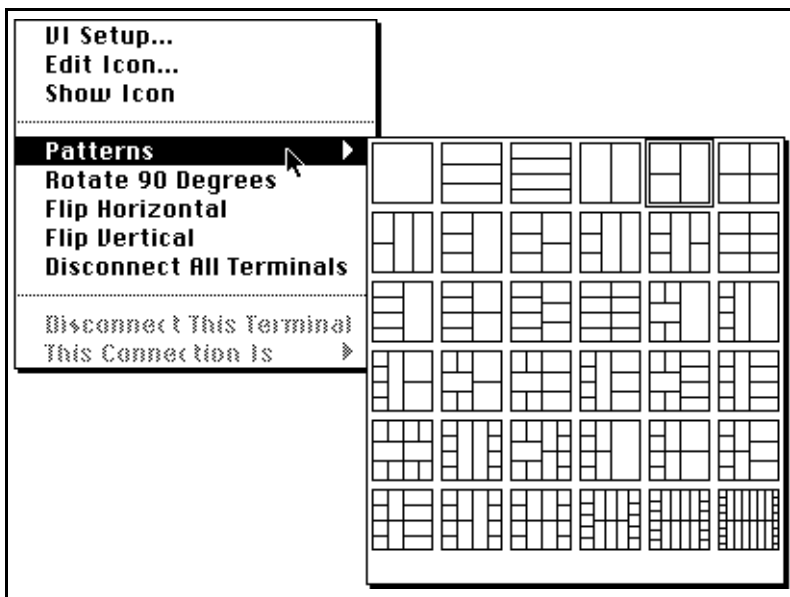 VI Setup...
Edit Icon...
Show Icon
Patterns
Rotate 90 Degrees
Flip Horizontal
Flip Vertical
Disconnect All Terminals
Disconnect This Terminal
This Connection Is